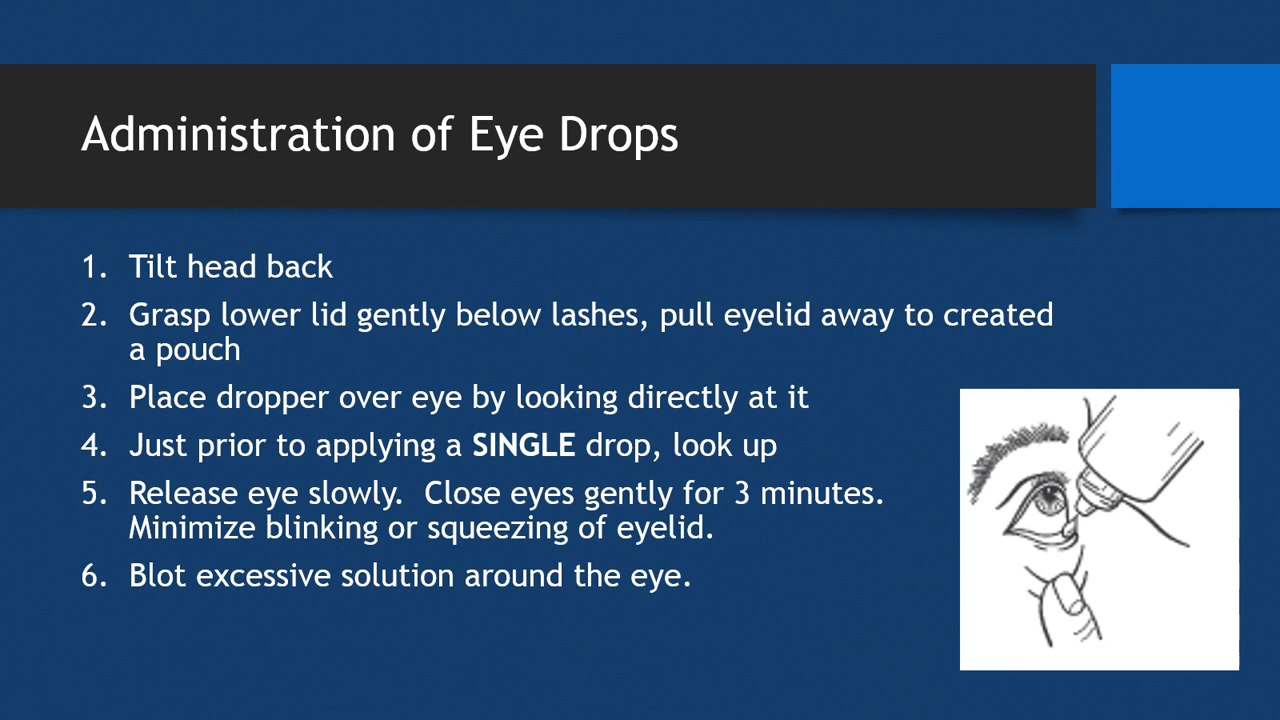 Administration of Eye Drops
1. Tilt head back
2. Grasp lower lid gently below lashes, pull eyelid away to created
a pouch
3. Place dropper over eye by looking directly at it
4. Just prior to applying a SINGLE drop, look up
5. Release eye slowly.  Close eyes gently for 3 minutes.
Minimize blinking or squeezing of eyelid.
6. Blot excessive solution around the eye.